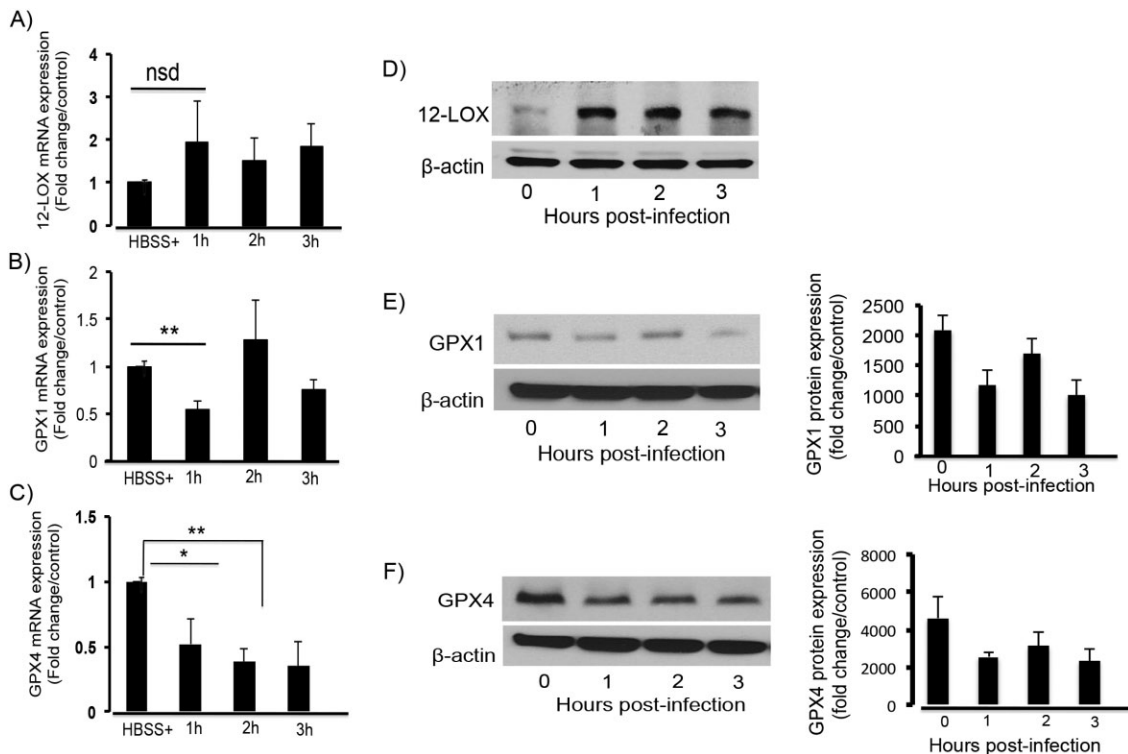 A)
12-LOX mRNA expression
(Fold change/control)
4
3
2
1
0
nsd
HBSS+ 1h 2h 3h
D)
12-LOX
β-actin
0 1 2 3
Hours post-infection
B)
GPX1 mRNA expression
(Fold change/control)
2
1.5
1
0.5
0
**
HBSS+ 1h 2h 3h
E)
GPX1
β-actin
0 1 2 3
Hours post-infection
GPX1 protein expression
(fold change/control)
2500
2000
1500
1000
500
0
0 1 2 3
Hours post-infection
C)
GPX4 mRNA expression
(Fold change/control)
1.5
1
0.5
0
**
*
HBSS+ 1h 2h 3h
F)
GPX4
β-actin
0 1 2 3
Hours post-infection
GPX4 protein expression
(fold change/control)
8000
6000
4000
2000
0
0 1 2 3
Hours post-infection